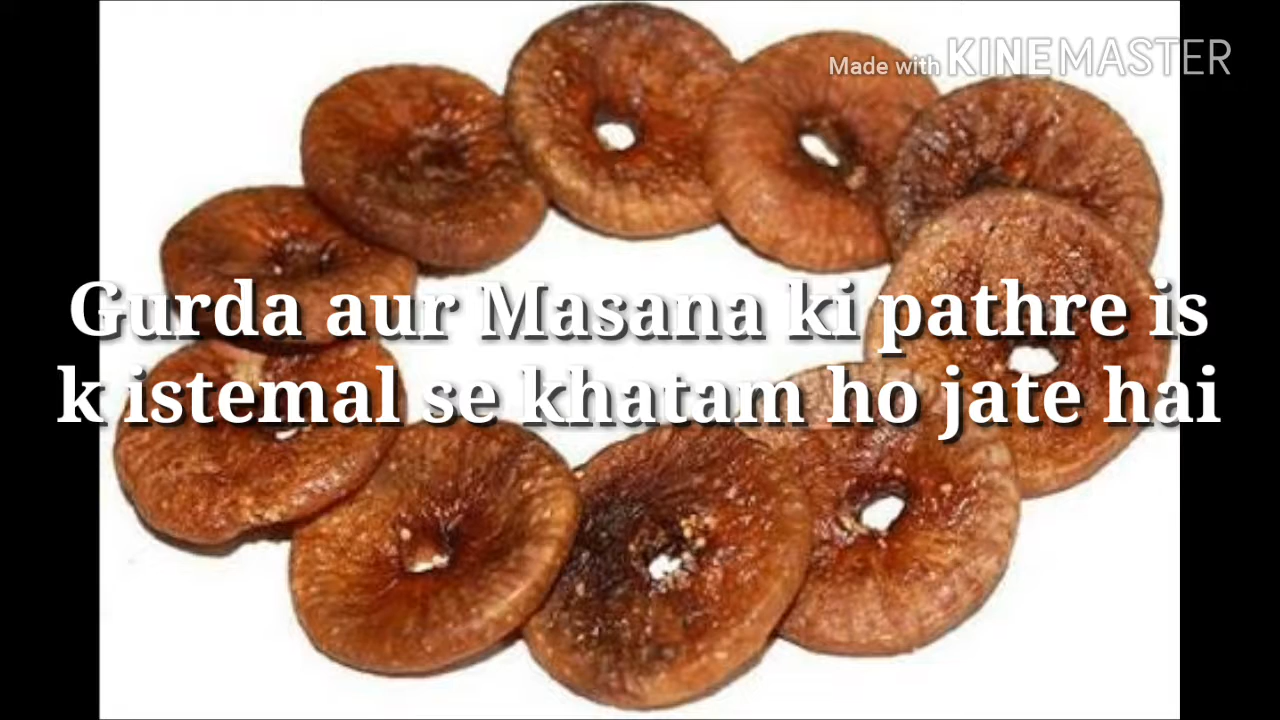 Made with KINEMASTER
Gurda aur Masana ki pathre is
k istemal se khatam ho jate hai